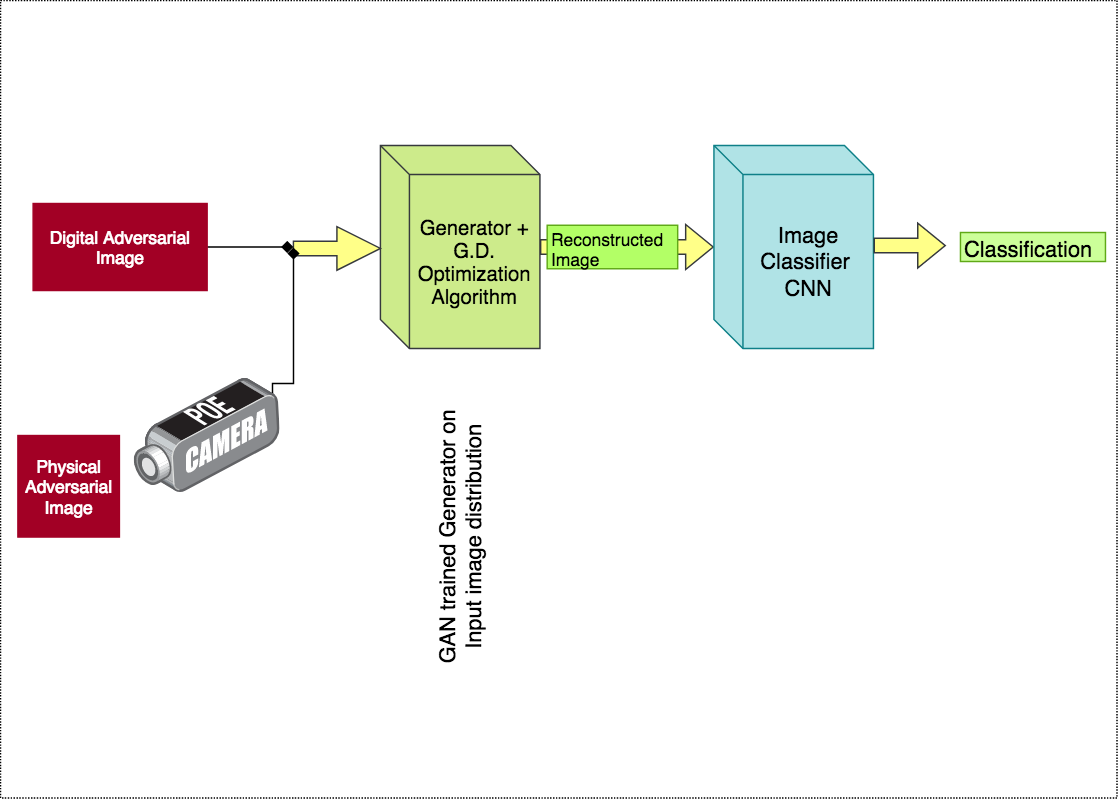 Digital Adversarial
Image
Generator +
G.D.
Optimization
Algorithm
Reconstructed
Image
Image
Classifier
CNN
Classification
POE
CAMERA
Physical
Adversarial
Image
GAN trained Generator on
Input image distribution